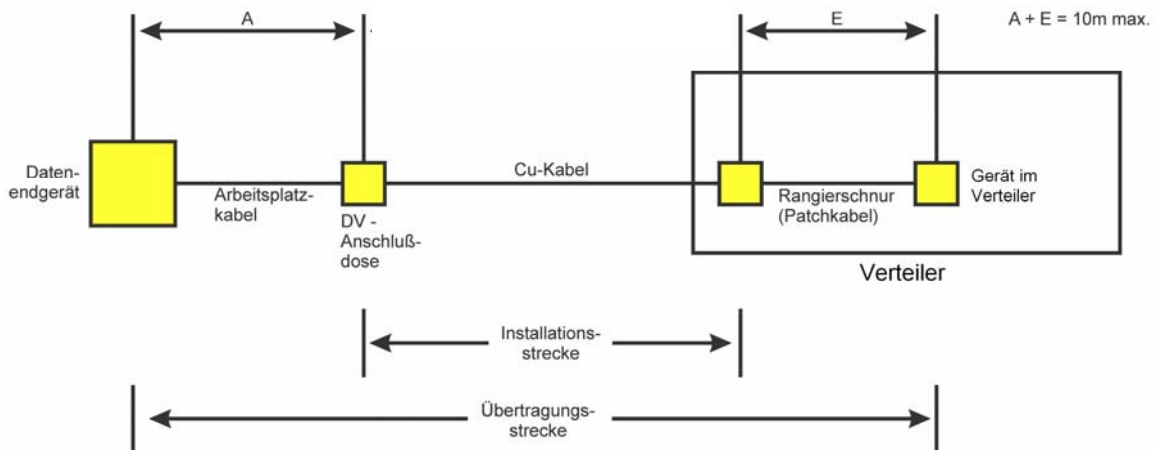 A
E
A + E = 10m max.
Daten-
endgerät
Arbeitsplatz-
kabel
DV -
Anschluß-
dose
Cu-Kabel
Rangierschnur
(Patchkabel)
Gerät im
Verteiler
Verteiler
Installations-
strecke
Übertragungs-
strecke